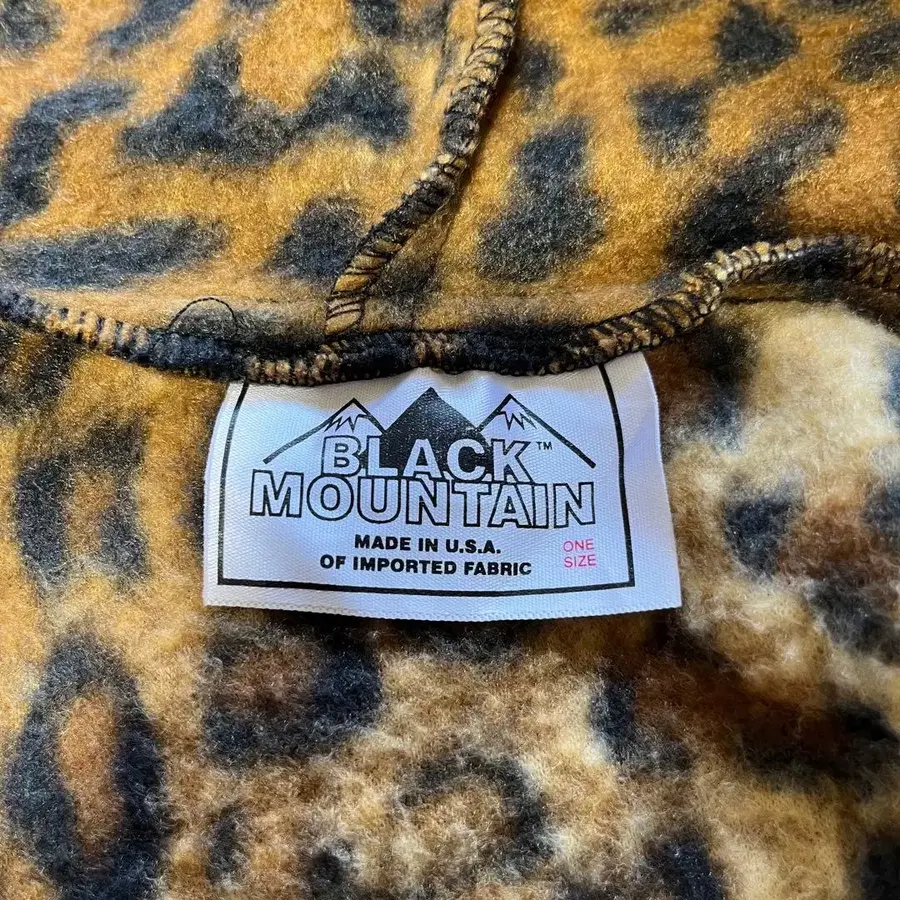 BLACK™
MOUNTAIN
MADE IN U.S.A.
OF IMPORTED FABRIC
ONE
SIZE